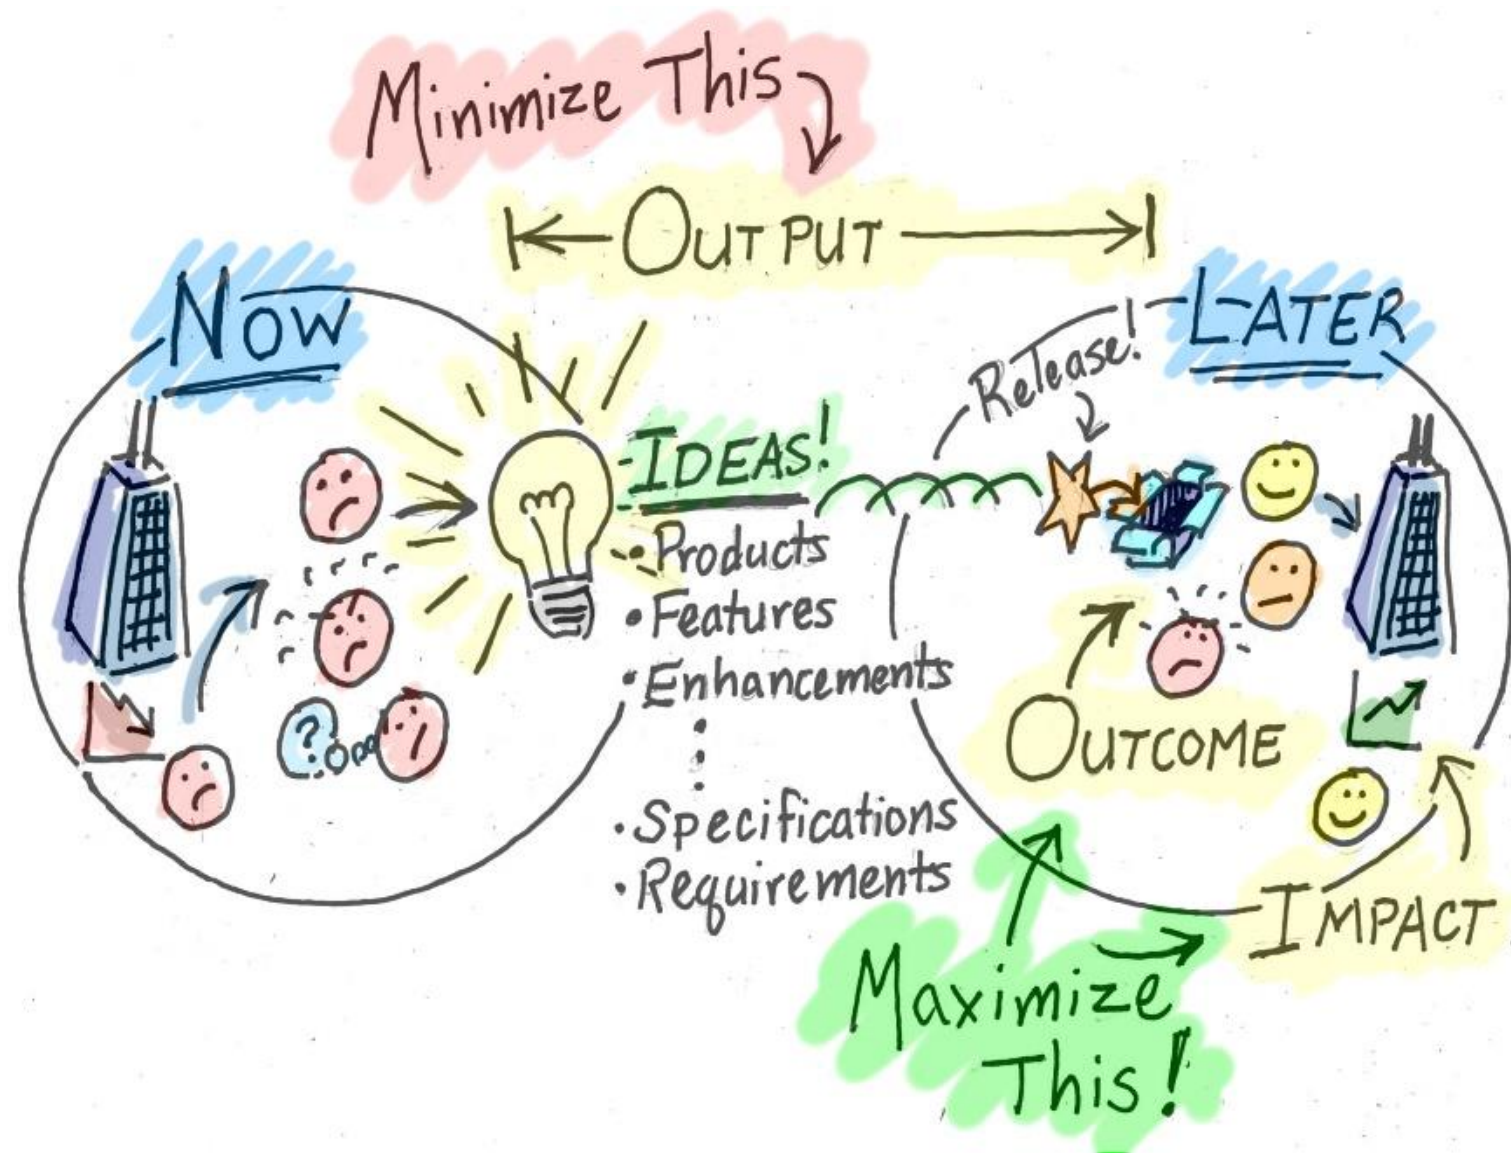 Minimize This
OUTPUT
NOW
LATER
Release!
IDEAS!
• Products
• Features
• Enhancements
• Specifications
• Requirements
?
OUTCOME
IMPACT
Maximize
This!